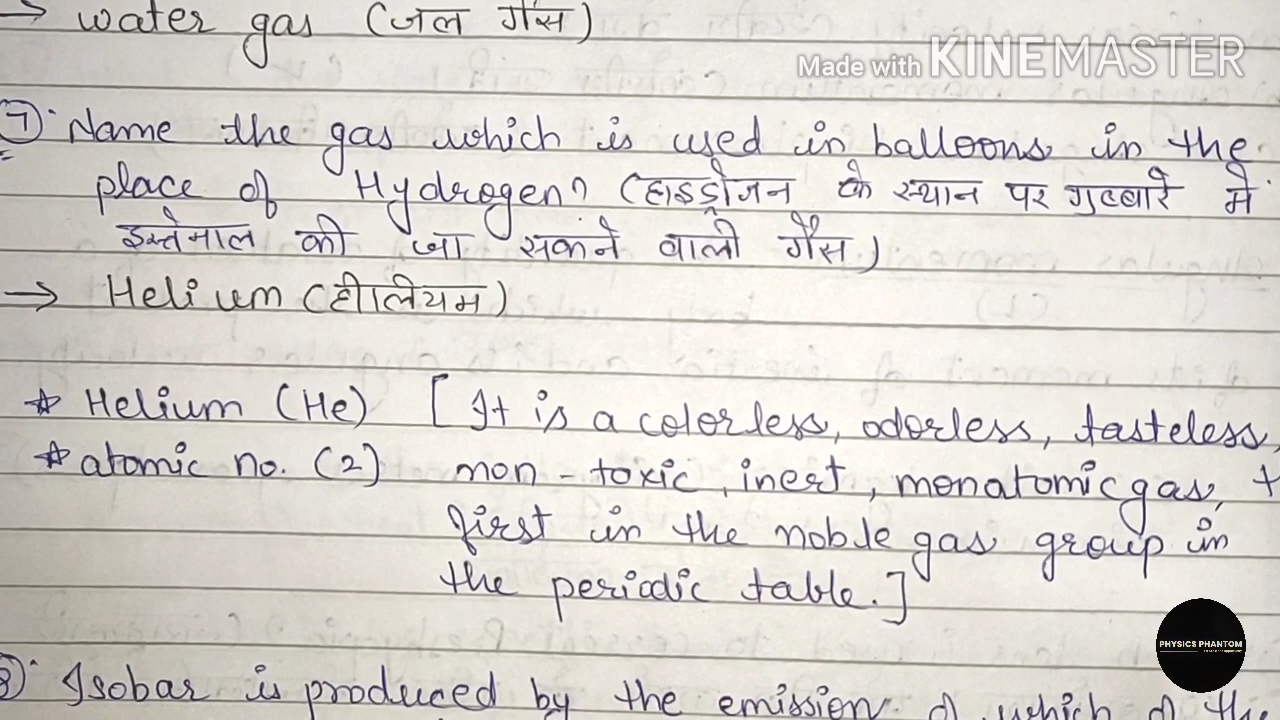 → water gas (जल गैस)
Made with KINEMASTER
7 Name the gas which is used in balloons in the
place of Hydrogen? (हाइड्रोजन के स्थान पर गुब्बारे मे
इस्तेमाल की जा सकने वाली गैस)
→ Helium (हीलियम)
* Helium (He) [It is a colorless, odorless, tasteless,
* atomic no. (2) non-toxic, inert, monatomic gas,
first in the noble gas group in
the periodic table.]
PHYSICS PHANTOM
8 Isobar is produced by the emission of which of the